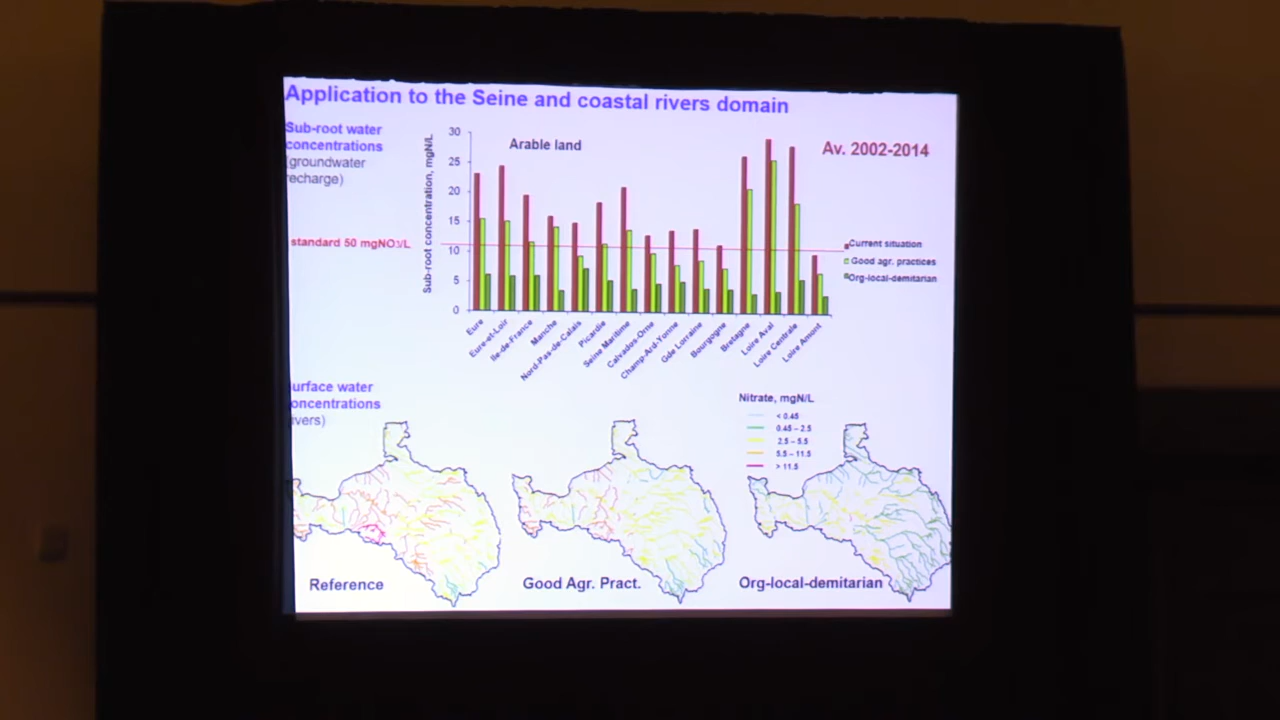 Application to the Seine and coastal rivers domain
Sub-root water
concentrations
(groundwater
recharge)
standard 50 mgNO3/L
Sub-root concentration, mgN/L
30
25
20
15
10
5
0
Arable land
Av. 2002-2014
Current situation
Good agr. practices
Org-local-demitarian
Eure
Eure-et-Loir
Ile-de-France
Manche
Nord-Pas-de-Calais
Picardie
Seine Maritime
Calvados-Orne
Champ-Ard-Yonne
Gde Lorraine
Bourgogne
Bretagne
Loire Aval
Loire Centrale
Loire Amont
urface water
oncentrations
ivers)
Nitrate, mgN/L
< 0.45
0.45 – 2.5
2.5 – 5.5
5.5 – 11.5
> 11.5
Reference
Good Agr. Pract.
Org-local-demitarian